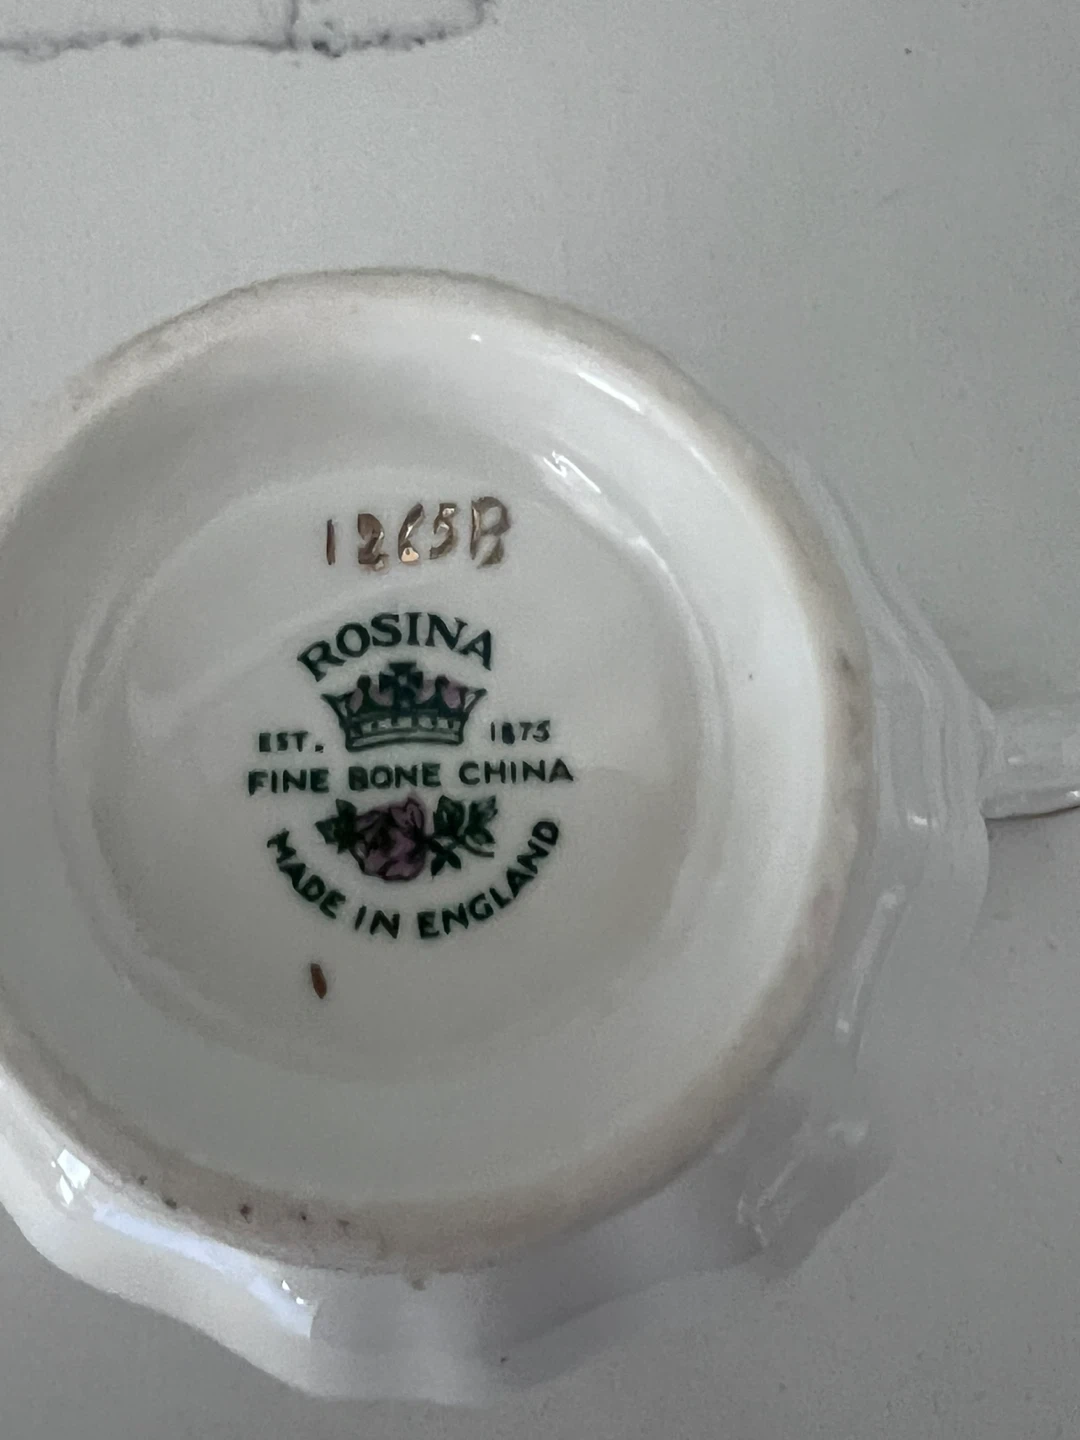 1265B
ROSINA
EST. 1875
FINE BONE CHINA
MADE IN ENGLAND